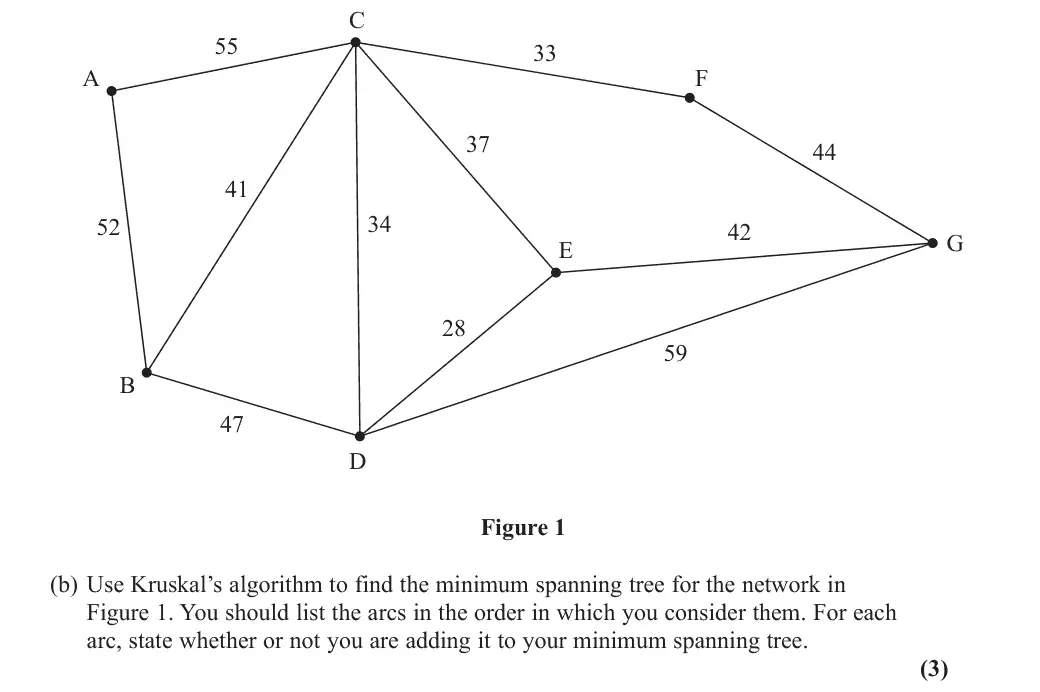 C
55
33
A
F
44
37
41
52
34
42
G
E
28
59
B
47
D
Figure 1
(b) Use Kruskal’s algorithm to find the minimum spanning tree for the network in
Figure 1. You should list the arcs in the order in which you consider them. For each
arc, state whether or not you are adding it to your minimum spanning tree.
(3)